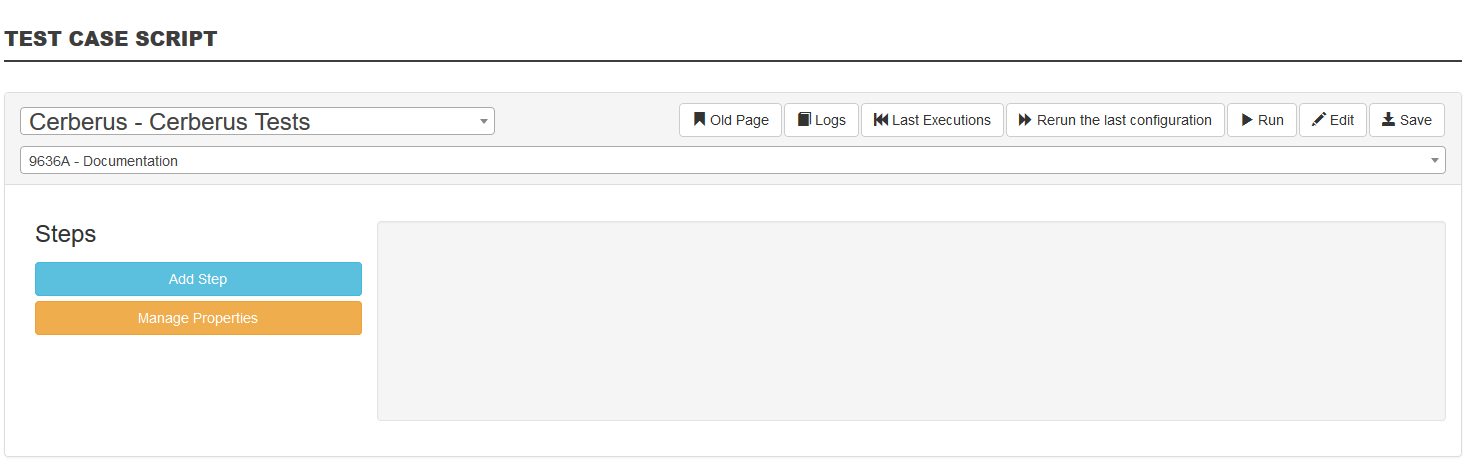 TEST CASE SCRIPT
Cerberus - Cerberus Tests
Old Page Logs Last Executions Rerun the last configuration Run Edit Save
9636A - Documentation
Steps
Add Step
Manage Properties